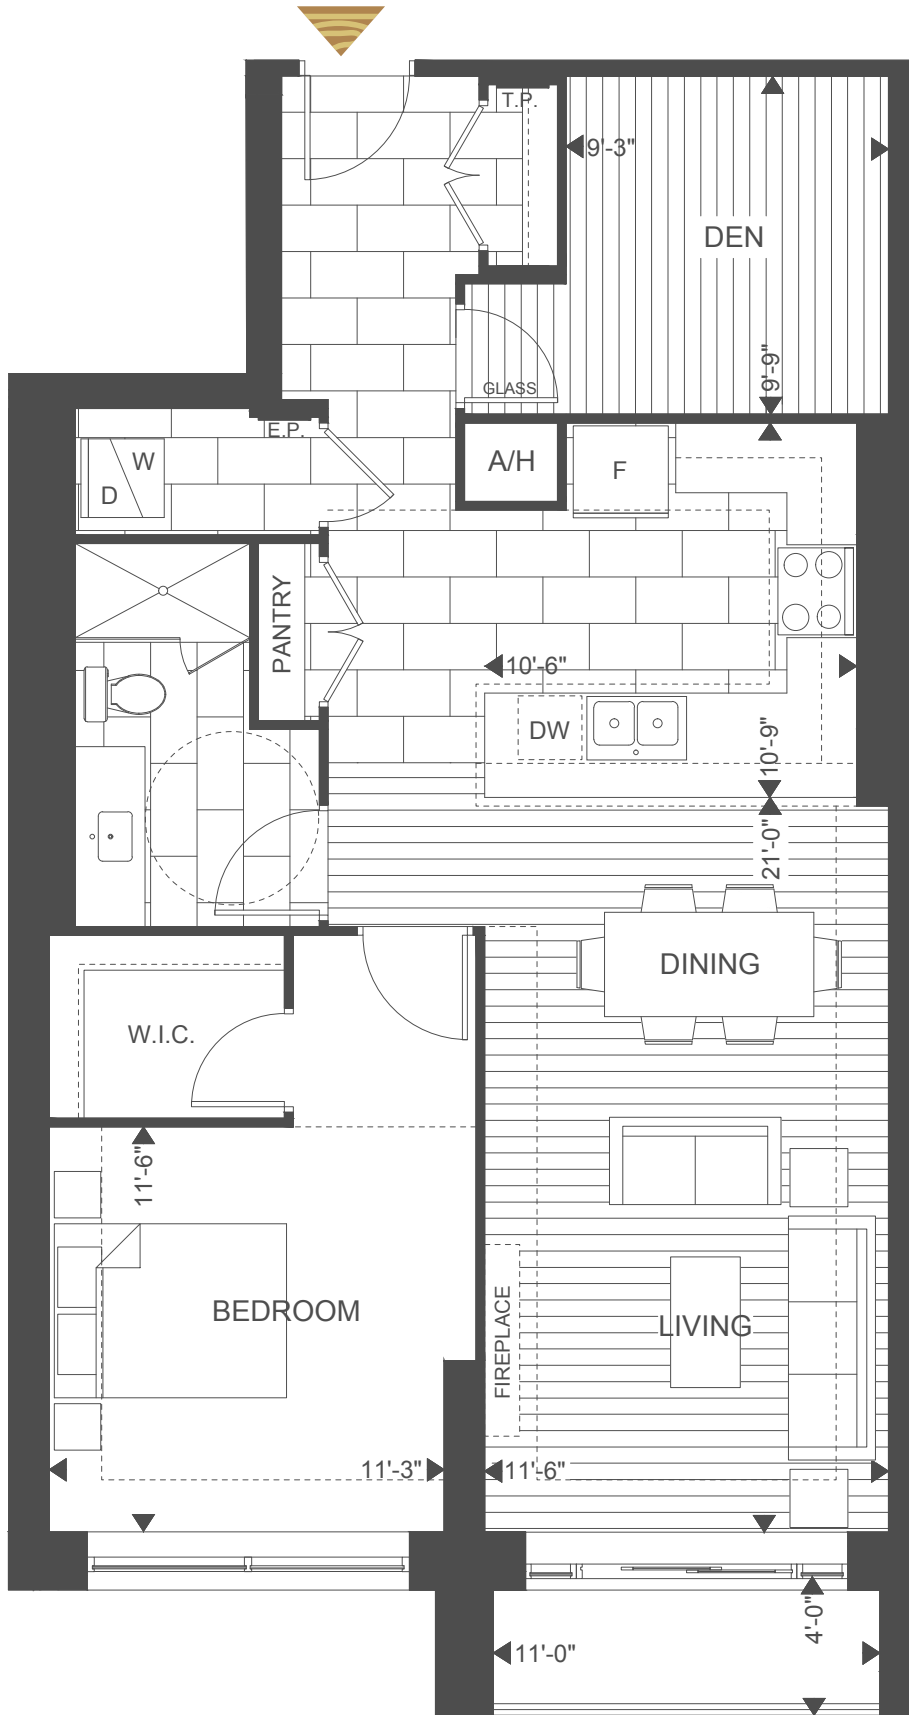 T.P.
9'-3"
DEN
9'-9"
GLASS
E.P.
W
D
A/H
F
PANTRY
10'-6"
DW
10'-9"
21'-0"
DINING
W.I.C.
11'-6"
BEDROOM
FIREPLACE
LIVING
11'-3"
11'-6"
4'-0"
11'-0"